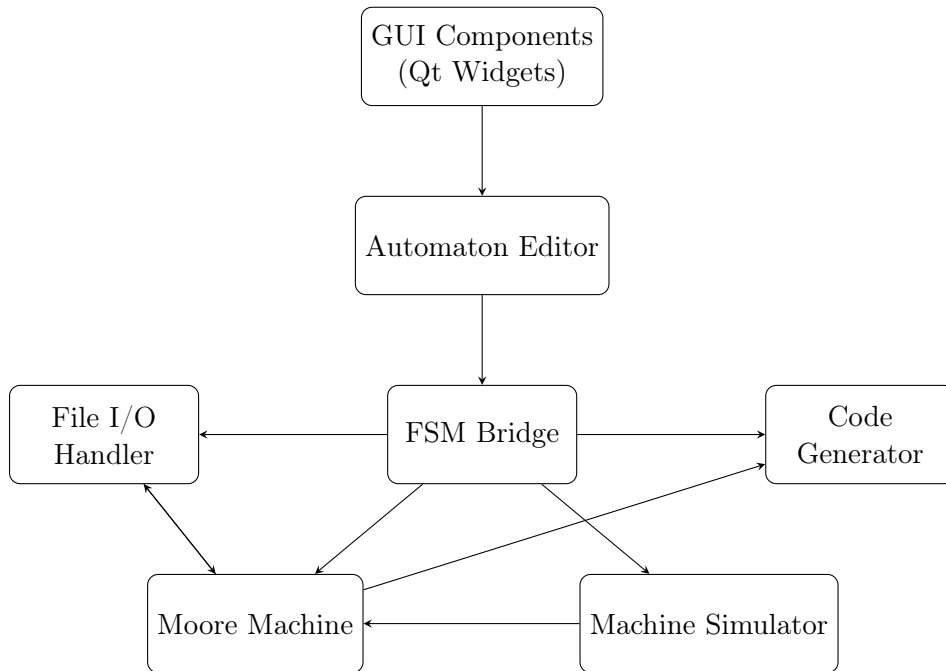 GUI Components
(Qt Widgets)
Automaton Editor
File I/O
Handler
FSM Bridge
Code
Generator
Moore Machine
Machine Simulator